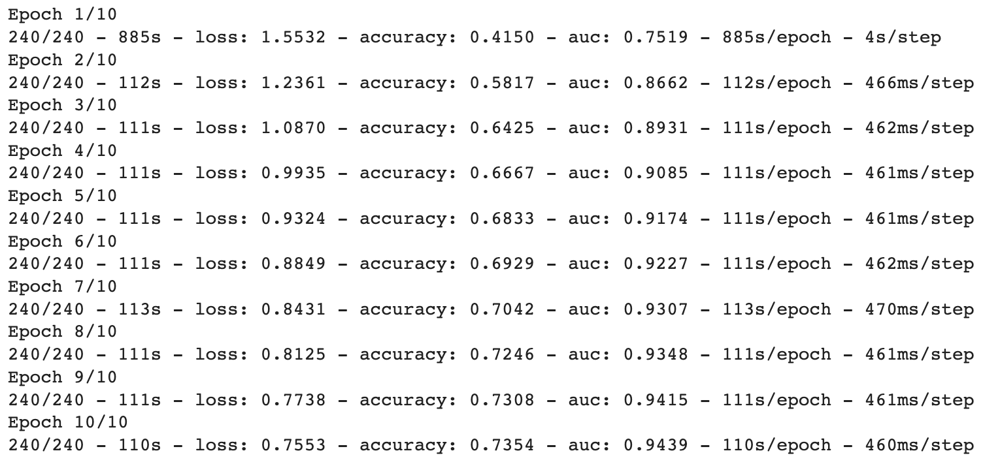 Epoch 1/10
240/240 - 885s - loss: 1.5532 - accuracy: 0.4150 - auc: 0.7519 - 885s/epoch - 4s/step
Epoch 2/10
240/240 - 112s - loss: 1.2361 - accuracy: 0.5817 - auc: 0.8662 - 112s/epoch - 466ms/step
Epoch 3/10
240/240 - 111s - loss: 1.0870 - accuracy: 0.6425 - auc: 0.8931 - 111s/epoch - 462ms/step
Epoch 4/10
240/240 - 111s - loss: 0.9935 - accuracy: 0.6667 - auc: 0.9085 - 111s/epoch - 461ms/step
Epoch 5/10
240/240 - 111s - loss: 0.9324 - accuracy: 0.6833 - auc: 0.9174 - 111s/epoch - 461ms/step
Epoch 6/10
240/240 - 111s - loss: 0.8849 - accuracy: 0.6929 - auc: 0.9227 - 111s/epoch - 462ms/step
Epoch 7/10
240/240 - 113s - loss: 0.8431 - accuracy: 0.7042 - auc: 0.9307 - 113s/epoch - 470ms/step
Epoch 8/10
240/240 - 111s - loss: 0.8125 - accuracy: 0.7246 - auc: 0.9348 - 111s/epoch - 461ms/step
Epoch 9/10
240/240 - 111s - loss: 0.7738 - accuracy: 0.7308 - auc: 0.9415 - 111s/epoch - 461ms/step
Epoch 10/10
240/240 - 110s - loss: 0.7553 - accuracy: 0.7354 - auc: 0.9439 - 110s/epoch - 460ms/step